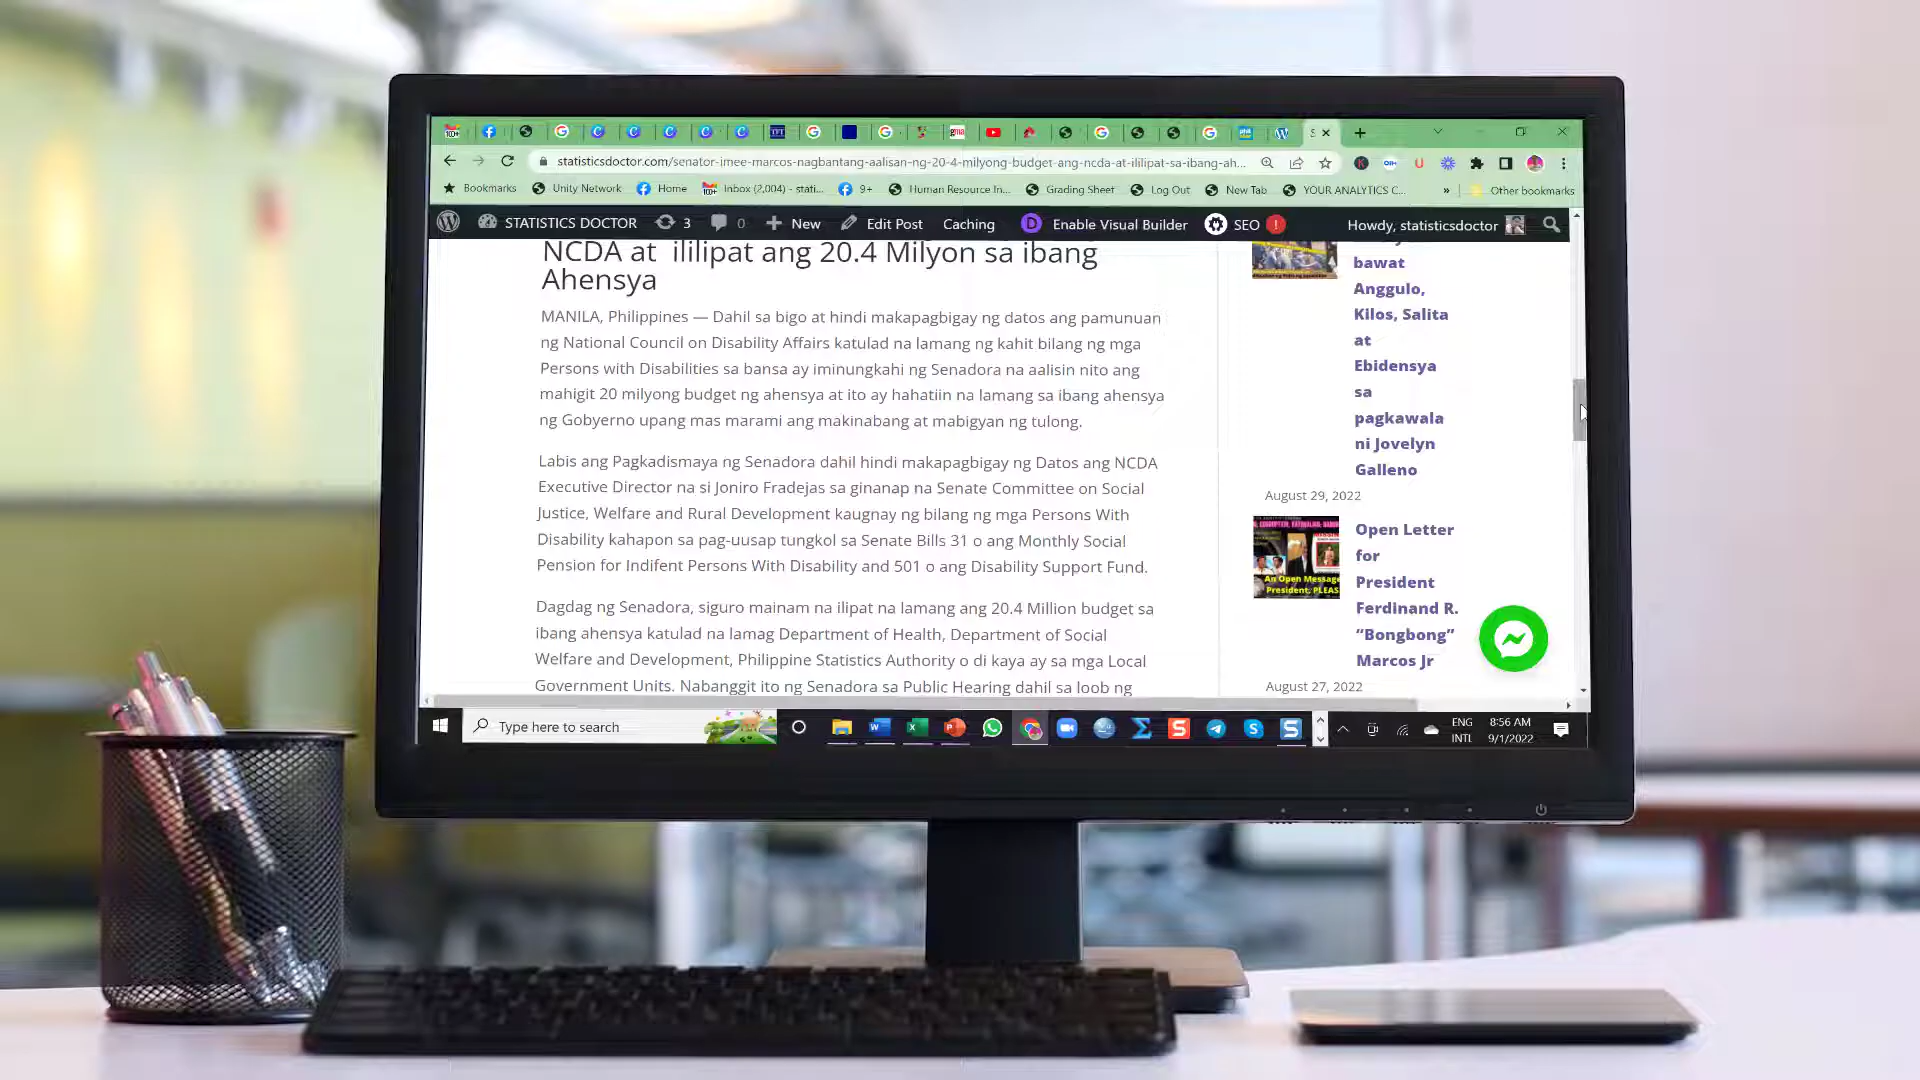 statisticsdoctor.com/senator-imee-marcos-nagbantang-aalisan-ng-20-4-milyong-budget-ang-ncda-at-ililipat-sa-ibang-ah...
Bookmarks Unity Network Home Inbox (2,004) - stati... 9+ Human Resource In... Grading Sheet Log Out New Tab YOUR ANALYTICS C... » Other bookmarks
STATISTICS DOCTOR 3 0 New Edit Post Caching Enable Visual Builder SEO ! Howdy, statisticsdoctor
NCDA at ililipat ang 20.4 Milyon sa ibang
Ahensya
MANILA, Philippines — Dahil sa bigo at hindi makapagbigay ng datos ang pamunuan
ng National Council on Disability Affairs katulad na lamang ng kahit bilang ng mga
Persons with Disabilities sa bansa ay iminungkahi ng Senadora na aalisin nito ang
mahigit 20 milyong budget ng ahensya at ito ay hahatiin na lamang sa ibang ahensya
ng Gobyerno upang mas marami ang makinabang at mabigyan ng tulong.
Labis ang Pagkadismaya ng Senadora dahil hindi makapagbigay ng Datos ang NCDA
Executive Director na si Joniro Fradejas sa ginanap na Senate Committee on Social
Justice, Welfare and Rural Development kaugnay ng bilang ng mga Persons With
Disability kahapon sa pag-uusap tungkol sa Senate Bills 31 o ang Monthly Social
Pension for Indifent Persons With Disability and 501 o ang Disability Support Fund.
Dagdag ng Senadora, siguro mainam na ilipat na lamang ang 20.4 Million budget sa
ibang ahensya katulad na lamag Department of Health, Department of Social
Welfare and Development, Philippine Statistics Authority o di kaya ay sa mga Local
Government Units. Nabanggit ito ng Senadora sa Public Hearing dahil sa loob ng
bawat
Anggulo,
Kilos, Salita
at
Ebidensya
sa
pagkawala
ni Jovelyn
Galleno
August 29, 2022
An Open Message
President, PLEAS
Open Letter
for
President
Ferdinand R.
“Bongbong”
Marcos Jr
August 27, 2022
Type here to search
ENG
INTL
8:56 AM
9/1/2022